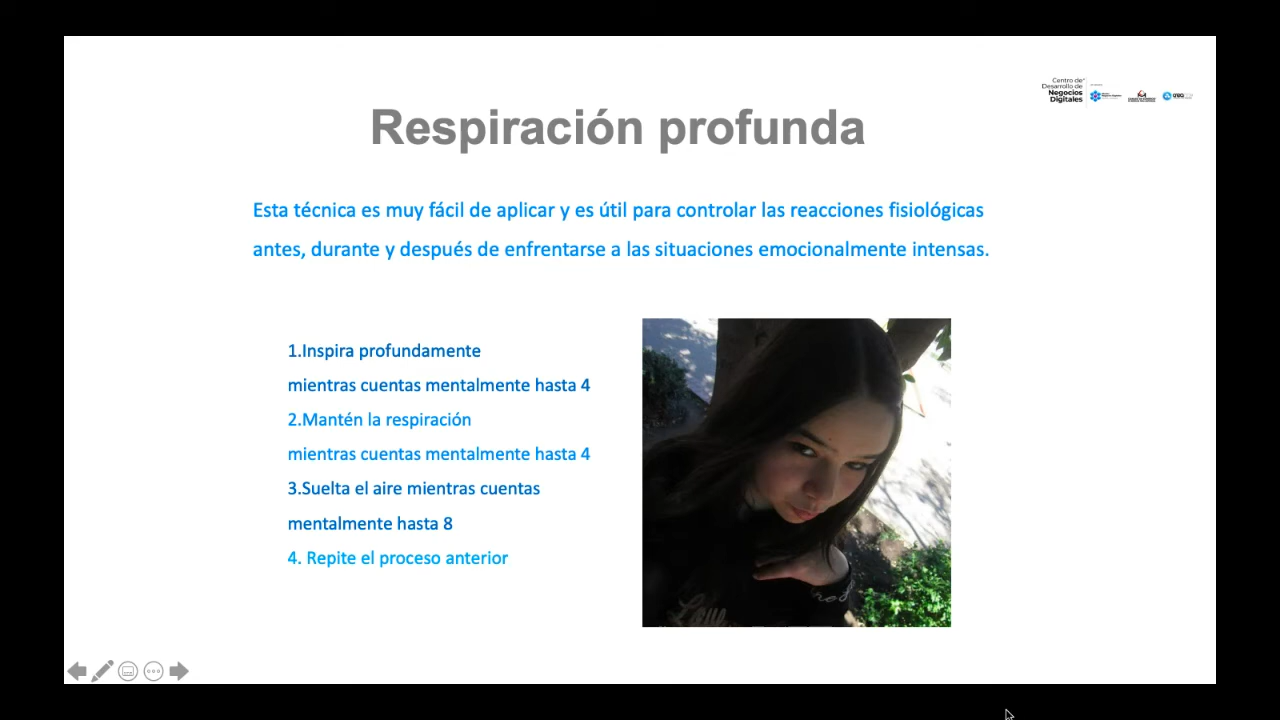 Centro de
Desarrollo de
Negocios
Digitales
Respiración profunda
Esta técnica es muy fácil de aplicar y es útil para controlar las reacciones fisiológicas
antes, durante y después de enfrentarse a las situaciones emocionalmente intensas.
1.Inspira profundamente
mientras cuentas mentalmente hasta 4
2.Mantén la respiración
mientras cuentas mentalmente hasta 4
3.Suelta el aire mientras cuentas
mentalmente hasta 8
4. Repite el proceso anterior